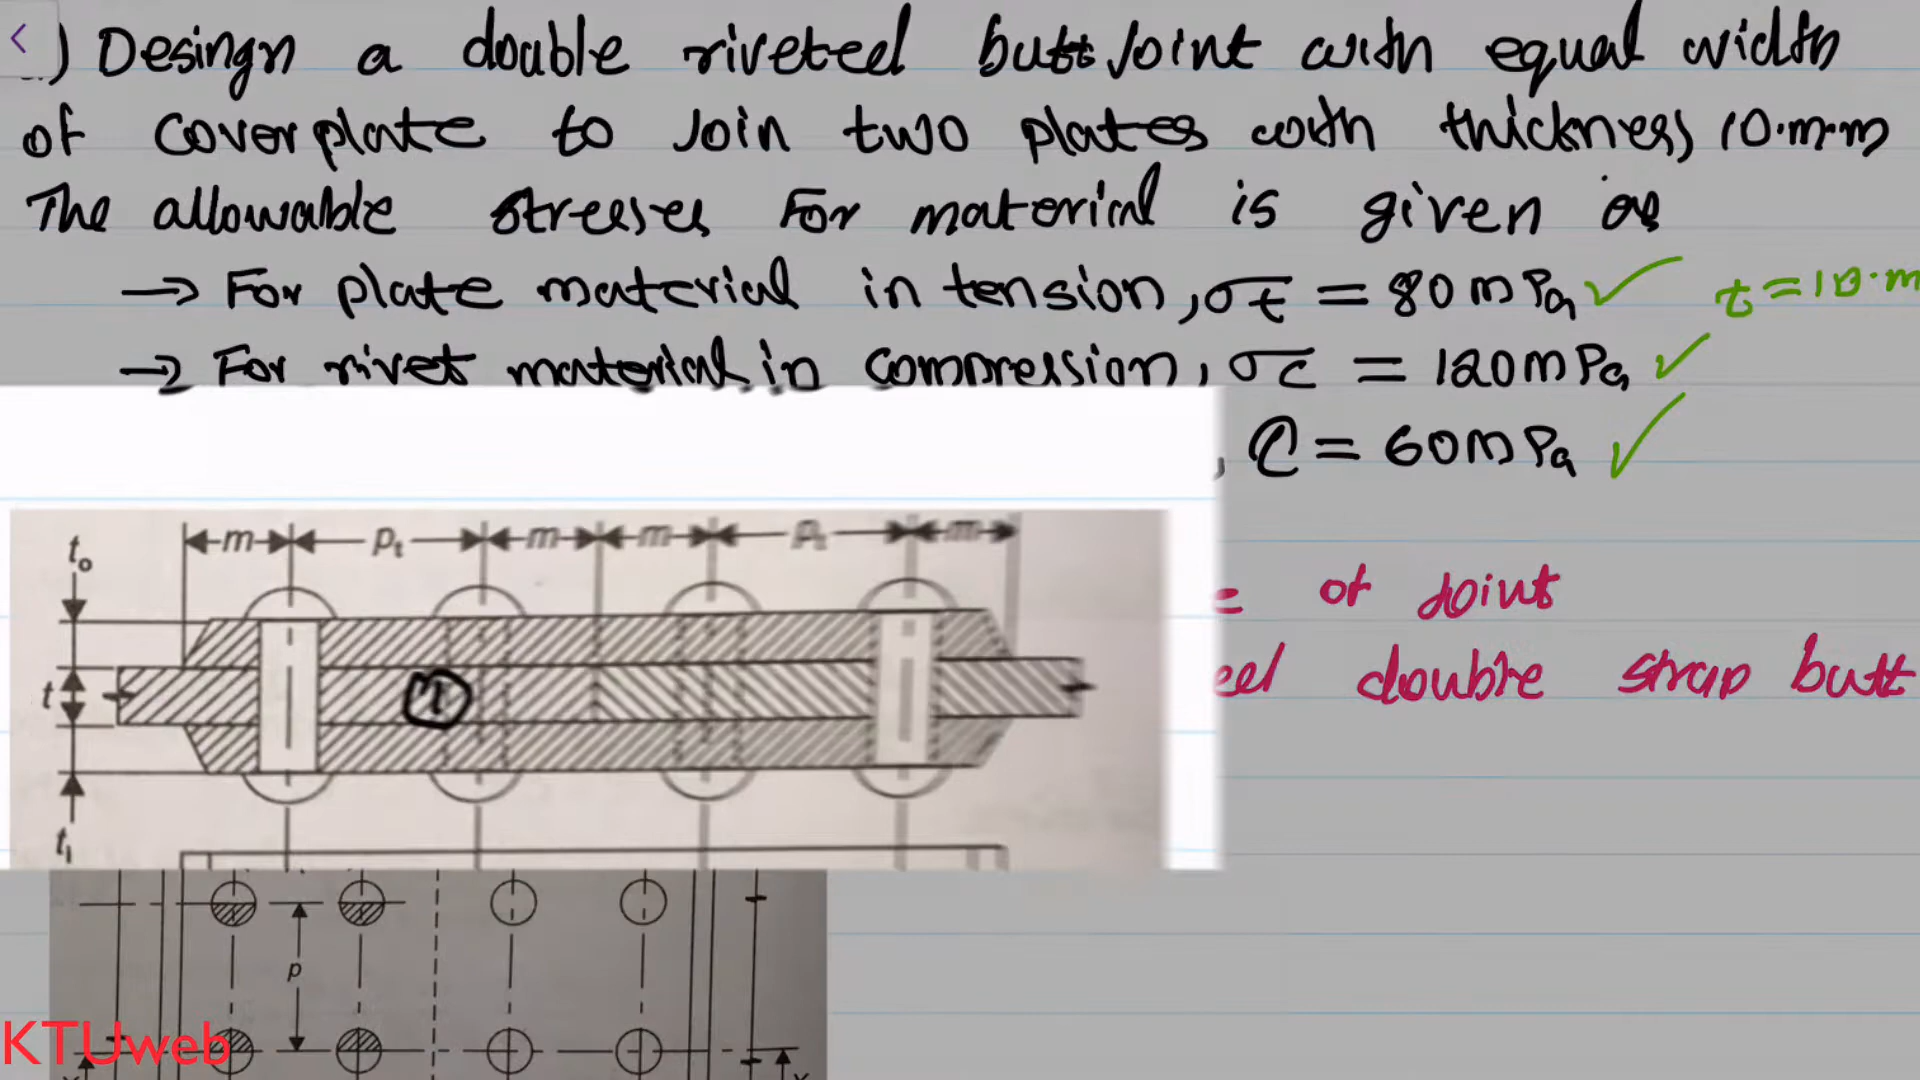 ) Desingn a double riveted butt Joint with equal width
of coverplate to Join two plates with thickness 10.m.m
The allowable stresses For material is given as
→ For plate material in tension, σt = 80 mPa ✓ t = 10.m
→ For rivet material in compression, σc = 120 mPa ✓
, τ = 60 mPa ✓
m Pt m m Pt m
to
of joint
double strap butt
t
1
t1
p
KTUweb